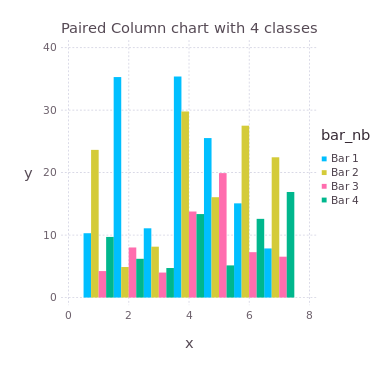 Paired Column chart with 4 classes
40
30
20
10
0
y
0 2 4 6 8
x
bar_nb
Bar 1
Bar 2
Bar 3
Bar 4